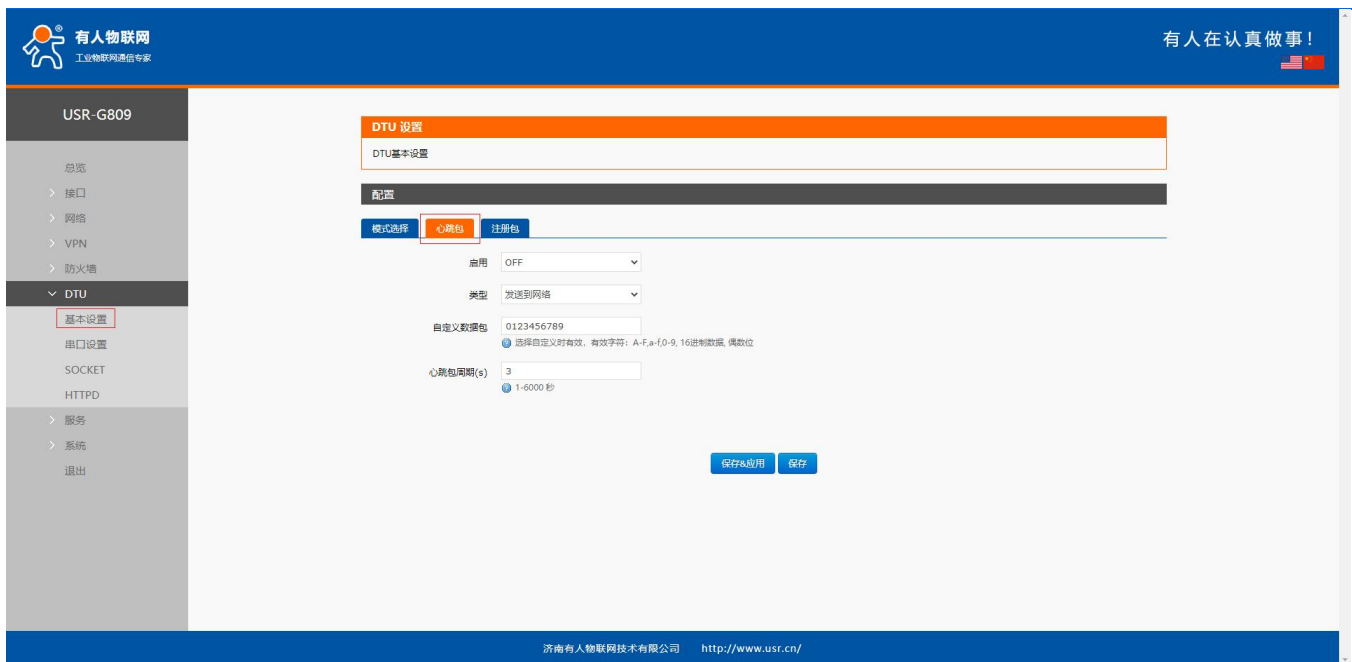 有人物联网
工业物联网通信专家
有人在认真做事!
USR-G809
总览
接口
网络
VPN
防火墙
DTU
基本设置
串口设置
SOCKET
HTTPD
服务
系统
退出
DTU 设置
DTU基本设置
配置
模式选择 心跳包 注册包
启用 OFF
类型 发送到网络
自定义数据包 0123456789
选择自定义时有效，有效字符：A-F,a-f,0-9, 16进制数据, 偶数位
心跳包周期(s) 3
1-6000 秒
保存&应用 保存
济南有人物联网技术有限公司 http://www.usr.cn/